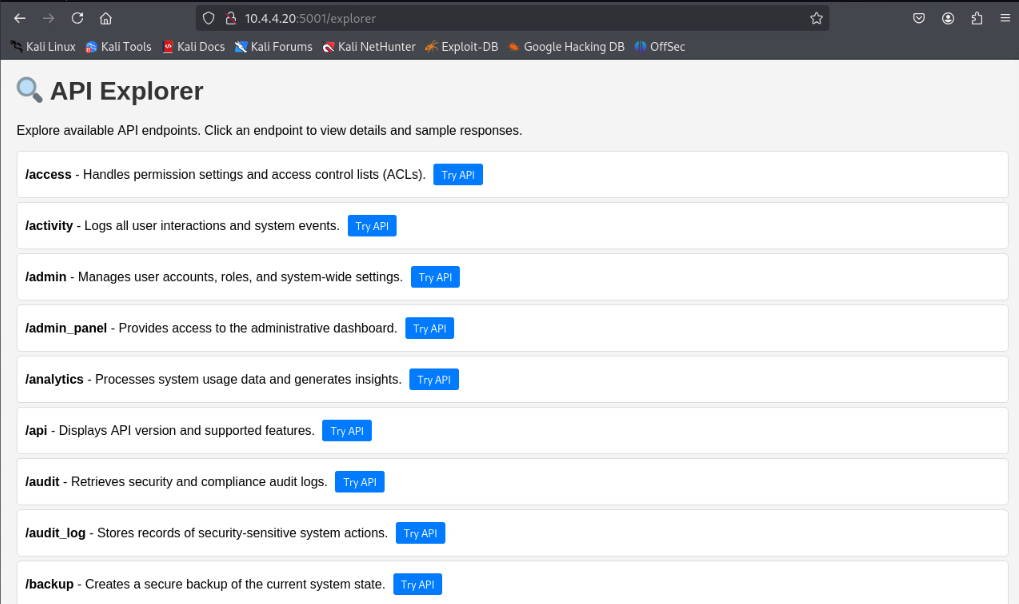 10.4.4.20:5001/explorer
Kali Linux Kali Tools Kali Docs Kali Forums Kali NetHunter Exploit-DB Google Hacking DB OffSec
API Explorer
Explore available API endpoints. Click an endpoint to view details and sample responses.
/access - Handles permission settings and access control lists (ACLs). Try API
/activity - Logs all user interactions and system events. Try API
/admin - Manages user accounts, roles, and system-wide settings. Try API
/admin_panel - Provides access to the administrative dashboard. Try API
/analytics - Processes system usage data and generates insights. Try API
/api - Displays API version and supported features. Try API
/audit - Retrieves security and compliance audit logs. Try API
/audit_log - Stores records of security-sensitive system actions. Try API
/backup - Creates a secure backup of the current system state. Try API